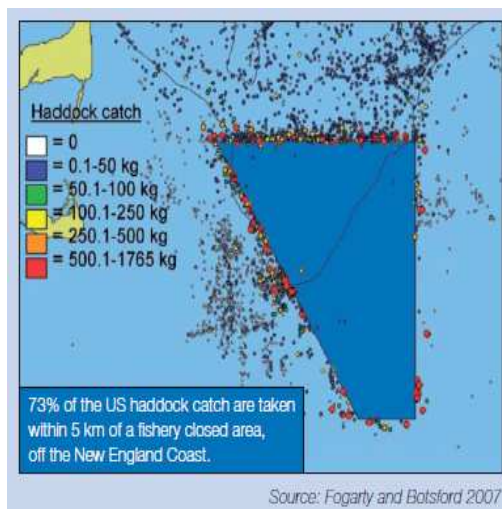 Haddock catch
= 0
= 0.1-50 kg
= 50.1-100 kg
= 100.1-250 kg
= 250.1-500 kg
= 500.1-1765 kg
73% of the US haddock catch are taken
within 5 km of a fishery closed area,
off the New England Coast.
Source: Fogarty and Botsford 2007